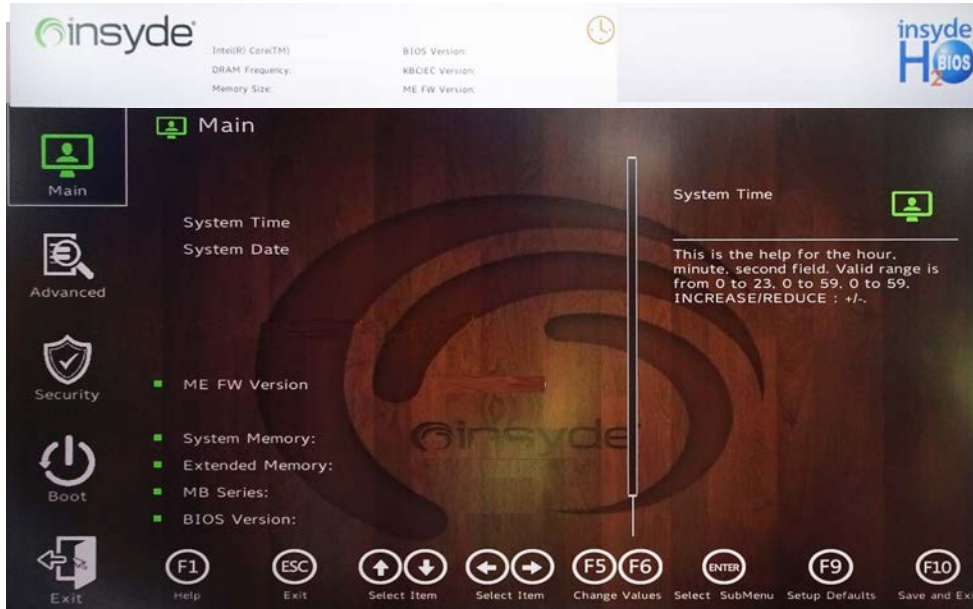 insyde
Intel(R) Core(TM)
DRAM Frequency:
Memory Size:
BIOS Version:
KBC/EC Version:
ME FW Version:
insyde
H2O
BIOS
Main
Main
Advanced
Security
Boot
Exit
System Time
System Date
ME FW Version
System Memory:
Extended Memory:
MB Series:
BIOS Version:
insyde
System Time
This is the help for the hour,
minute, second field. Valid range is
from 0 to 23, 0 to 59, 0 to 59.
INCREASE/REDUCE : +/-.
F1
Help
ESC
Exit
Select Item
Select Item
F5 F6
Change Values
ENTER
Select SubMenu
F9
Setup Defaults
F10
Save and Ex